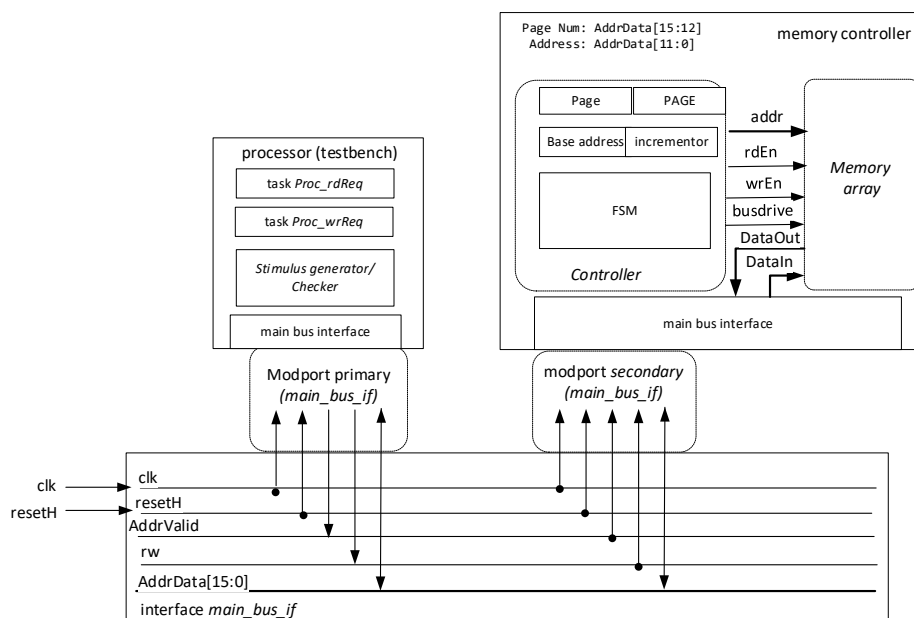 Page Num: AddrData[15:12]
Address: AddrData[11:0]
memory controller
Page
PAGE
Base address
incrementor
FSM
Controller
addr
rdEn
wrEn
busdrive
DataOut
DataIn
Memory
array
main bus interface
processor (testbench)
task Proc_rdReq
task Proc_wrReq
Stimulus generator/
Checker
main bus interface
Modport primary
(main_bus_if)
modport secondary
(main_bus_if)
clk
resetH
clk
resetH
AddrValid
rw
AddrData[15:0]
interface main_bus_if